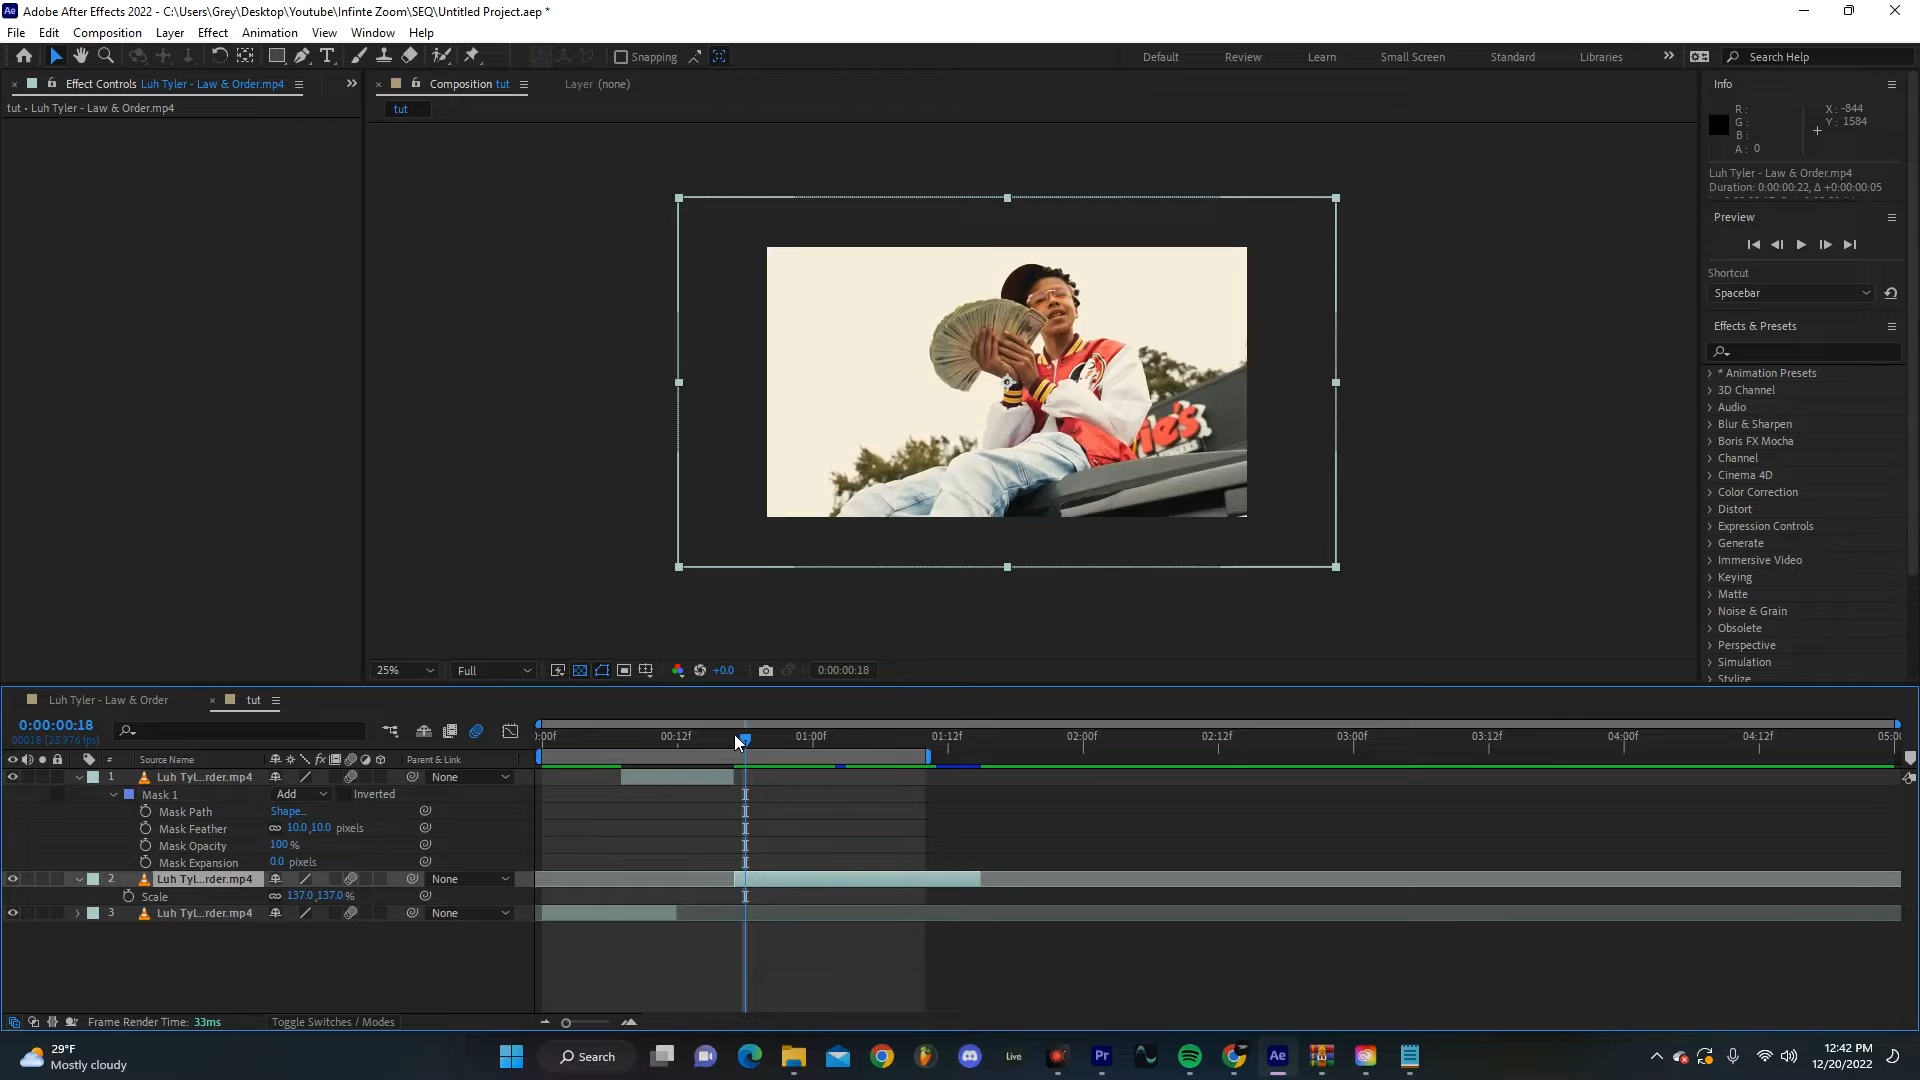 Adobe After Effects 2022 - C:\Users\Grey\Desktop\Youtube\Infinte Zoom\SEQ\Untitled Project.aep *
File Edit Composition Layer Effect Animation View Window Help
Snapping
Default Review Learn Small Screen Standard Libraries Search Help
Effect Controls Luh Tyler - Law & Order.mp4
Composition tut
Layer (none)
tut • Luh Tyler - Law & Order.mp4
tut
Info
R :
G :
B :
A : 0
X : -844
Y : 1584
Luh Tyler - Law & Order.mp4
Duration: 0:00:00:22, Δ +0:00:00:05
Preview
Shortcut
Spacebar
Effects & Presets
* Animation Presets
3D Channel
Audio
Blur & Sharpen
Boris FX Mocha
Channel
Cinema 4D
Color Correction
Distort
Expression Controls
Generate
Immersive Video
Keying
Matte
Noise & Grain
Obsolete
Perspective
Simulation
Stylize
ie's
25% Full +0.0 0:00:00:18
Luh Tyler - Law & Order
tut
0:00:00:18
00018 (23.976 fps)
:00f 00:12f 01:00f 01:12f 02:00f 02:12f 03:00f 03:12f 04:00f 04:12f 05:0
# Source Name fx Parent & Link
1 Luh Tyl...rder.mp4 None
Mask 1 Add Inverted
Mask Path Shape...
Mask Feather 10.0,10.0 pixels
Mask Opacity 100 %
Mask Expansion 0.0 pixels
2 Luh Tyl...rder.mp4 None
Scale 137.0,137.0 %
3 Luh Tyl...rder.mp4 None
Frame Render Time: 33ms
Toggle Switches / Modes
29°F
Mostly cloudy
Search
Live
Pr
Ae
12:42 PM
12/20/2022